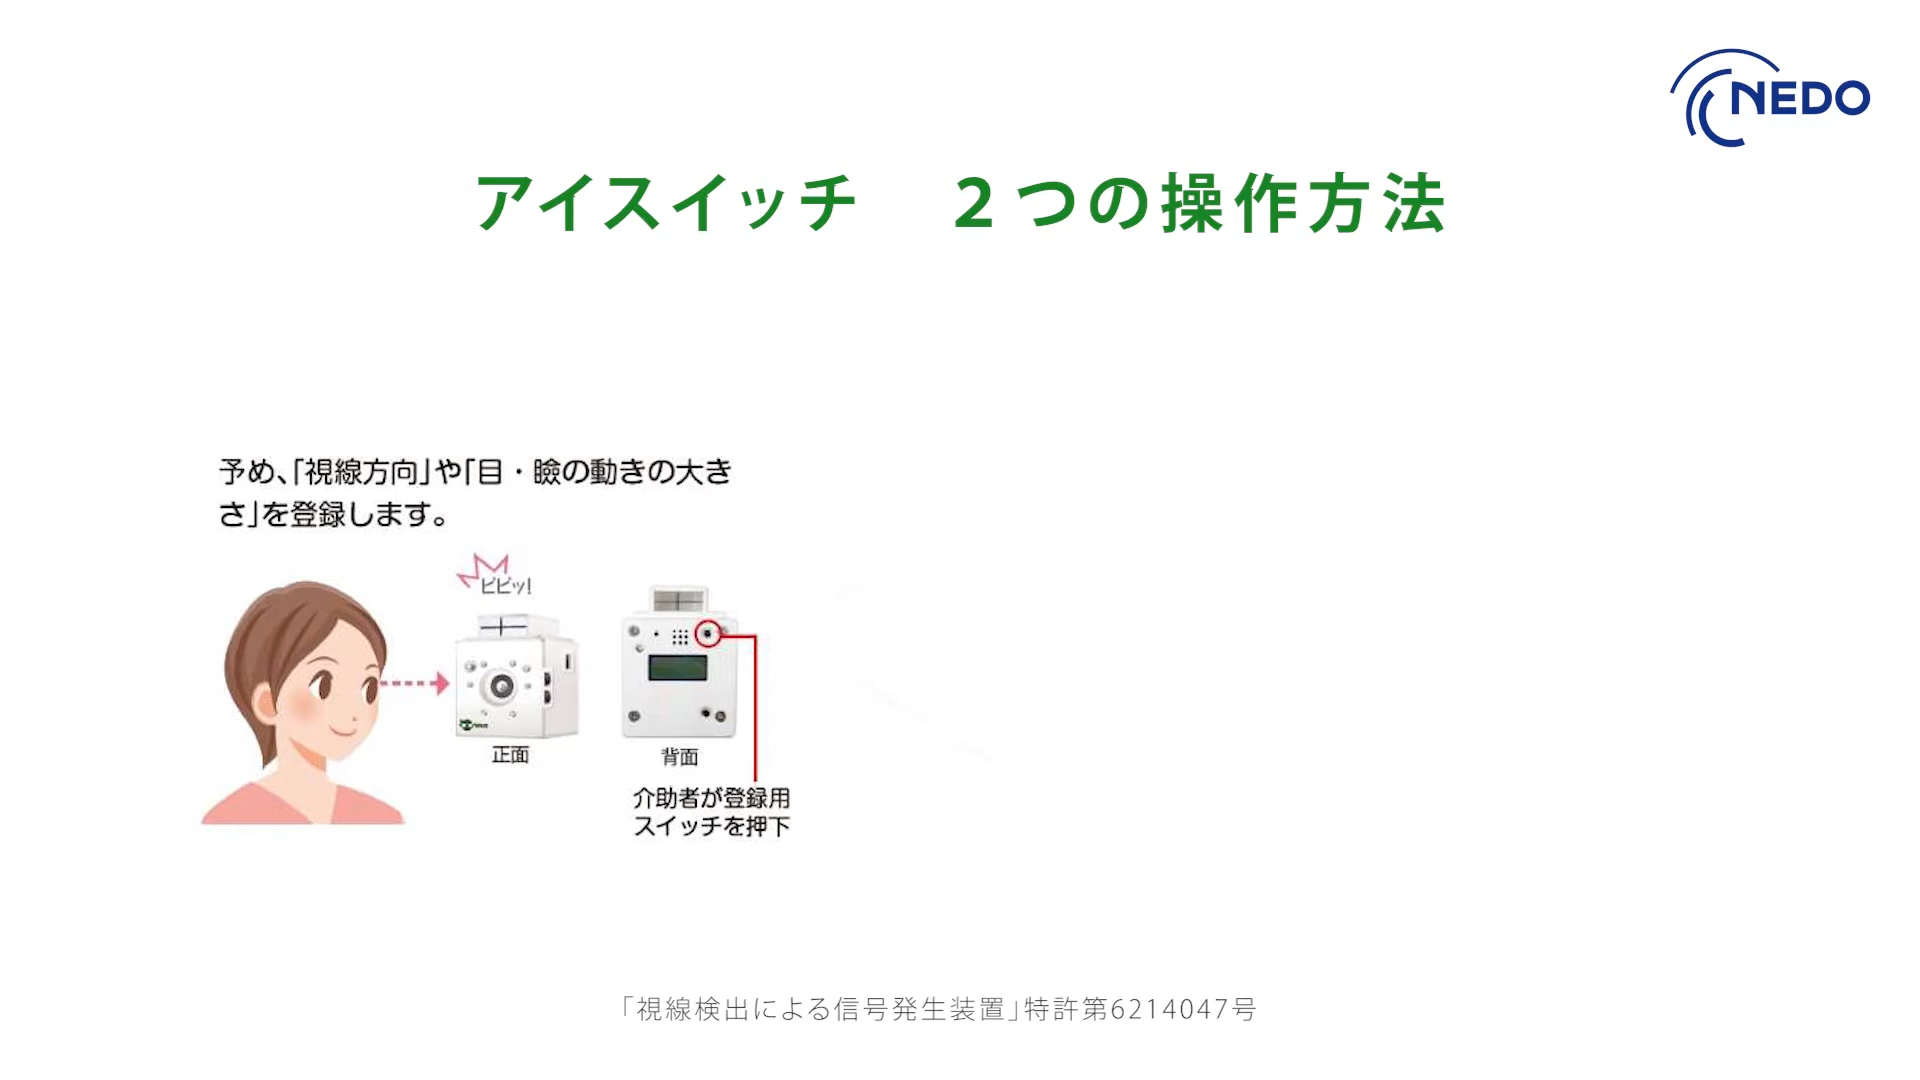 NEDO
アイスイッチ　２つの操作方法
予め、「視線方向」や「目・瞼の動きの大き
さ」を登録します。
ピピッ!
正面
背面
介助者が登録用
スイッチを押下
「視線検出による信号発生装置」特許第6214047号